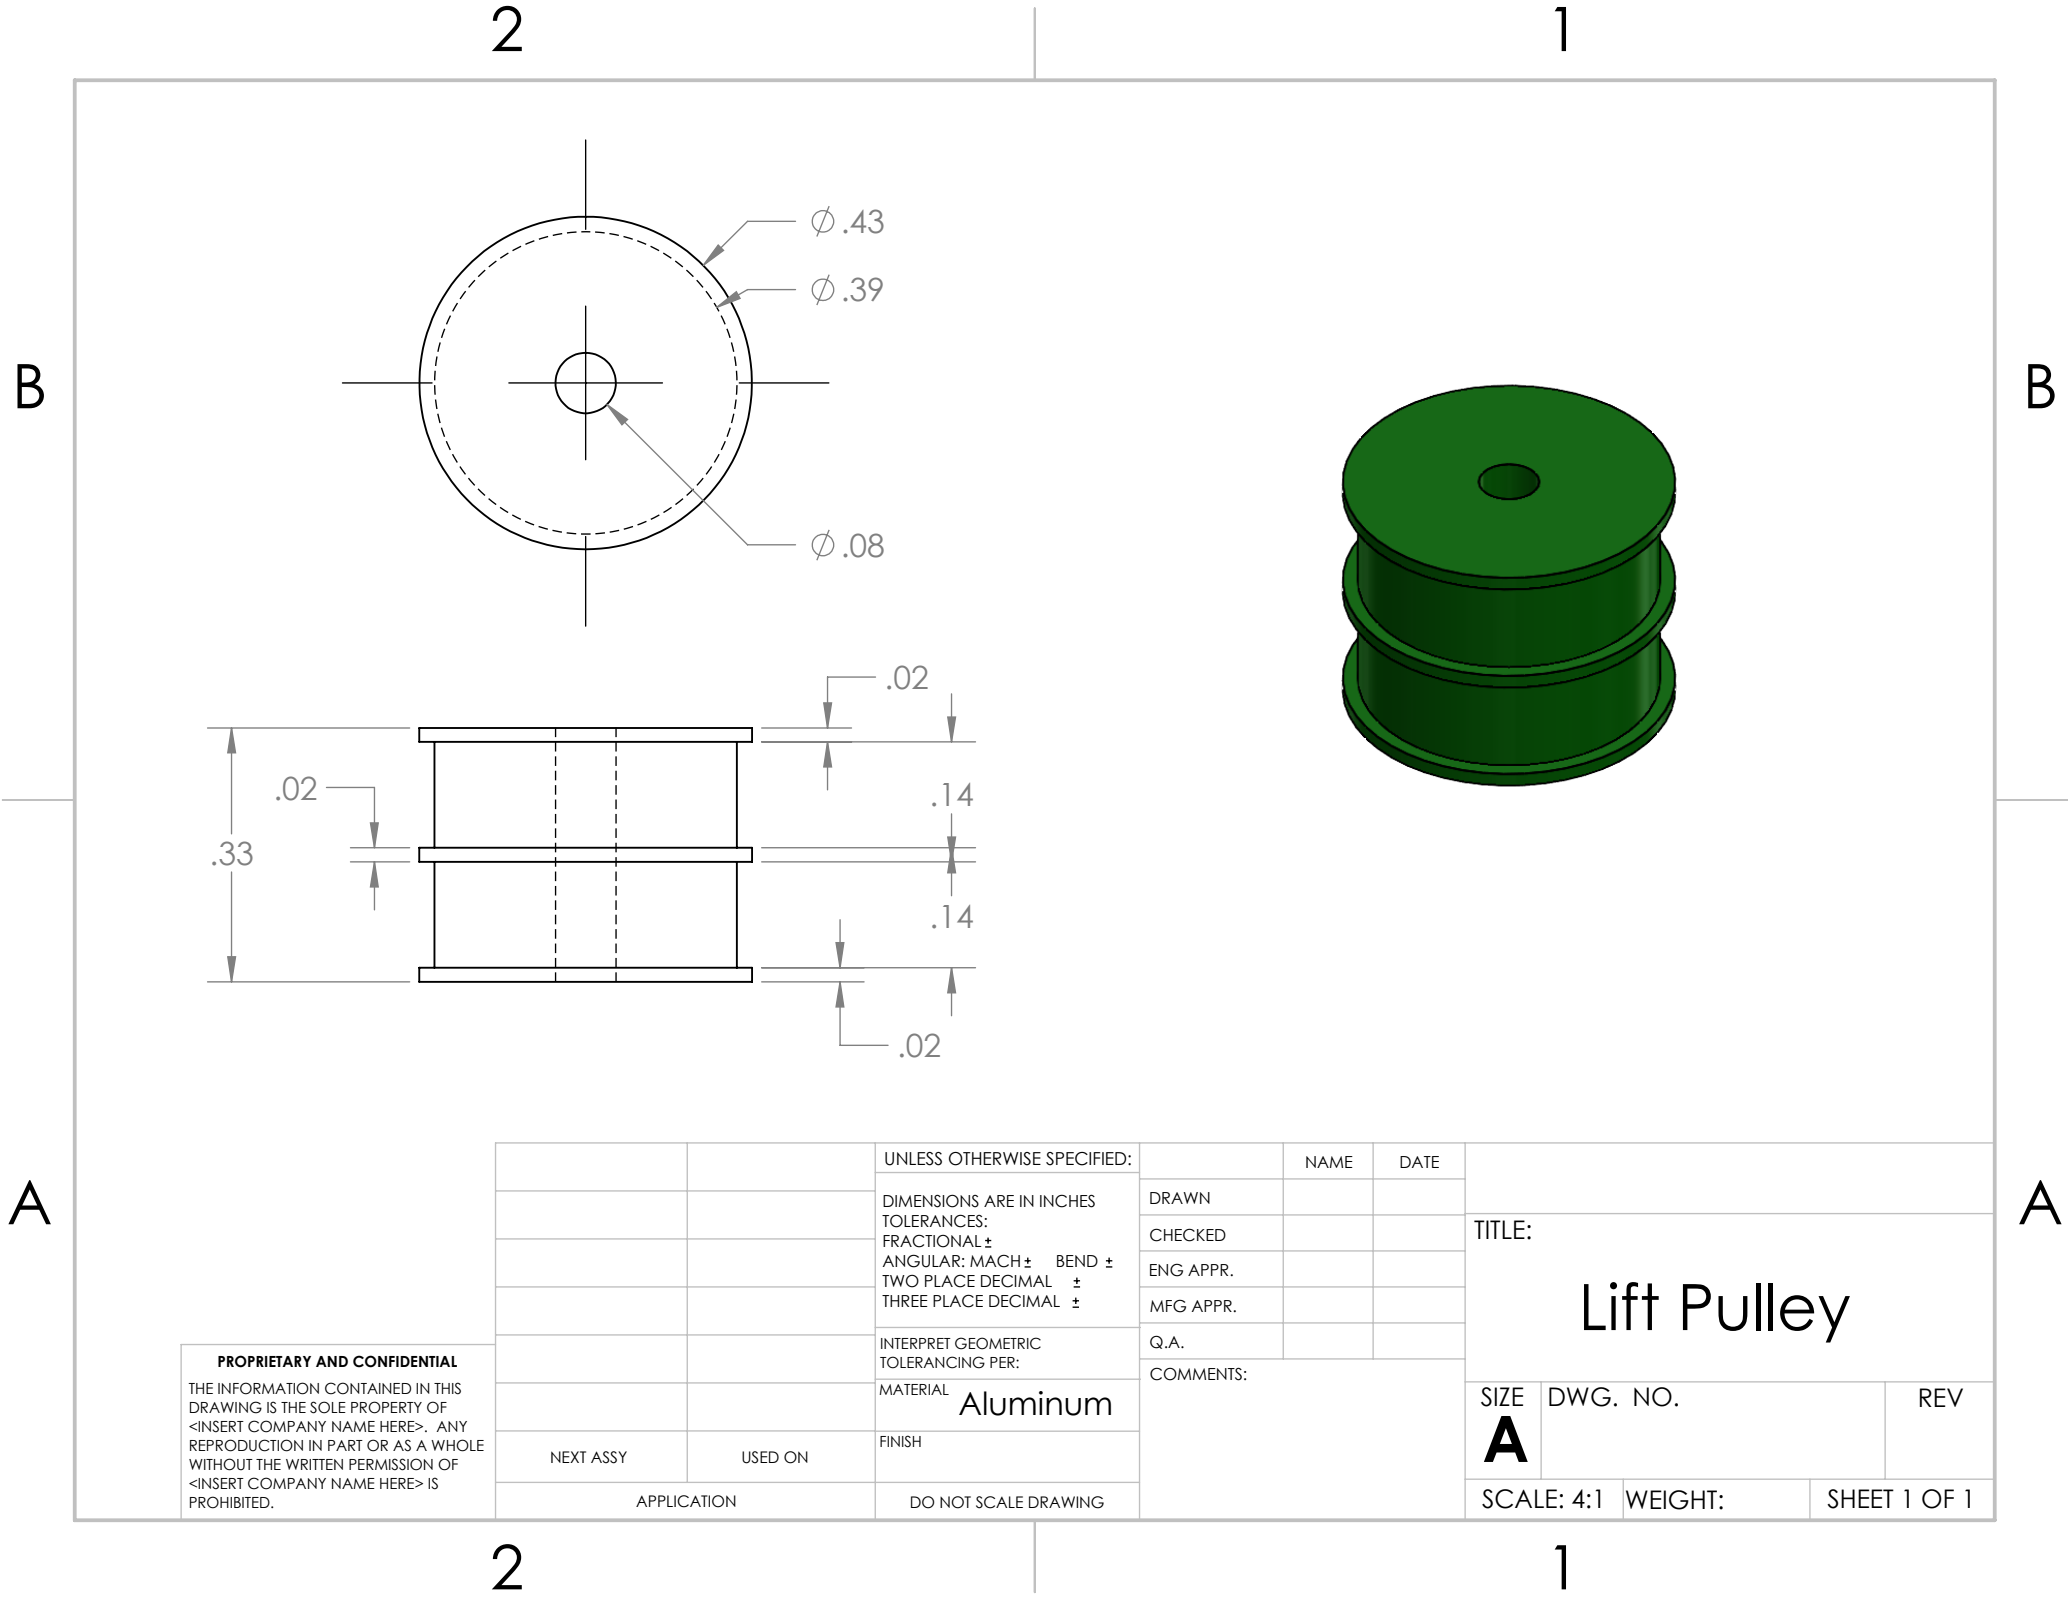 2
1
B
B
∅ .43
∅ .39
∅ .08
.02
.02
.14
.33
.14
.02
A
A
UNLESS OTHERWISE SPECIFIED:
DIMENSIONS ARE IN INCHES
TOLERANCES:
FRACTIONAL ±
ANGULAR: MACH ± BEND ±
TWO PLACE DECIMAL ±
THREE PLACE DECIMAL ±
INTERPRET GEOMETRIC
TOLERANCING PER:
MATERIAL Aluminum
FINISH
DO NOT SCALE DRAWING
NAME DATE
DRAWN
CHECKED
ENG APPR.
MFG APPR.
Q.A.
COMMENTS:
TITLE:
Lift Pulley
SIZE DWG. NO. REV
A
SCALE: 4:1 WEIGHT: SHEET 1 OF 1
PROPRIETARY AND CONFIDENTIAL
THE INFORMATION CONTAINED IN THIS
DRAWING IS THE SOLE PROPERTY OF
<INSERT COMPANY NAME HERE>. ANY
REPRODUCTION IN PART OR AS A WHOLE
WITHOUT THE WRITTEN PERMISSION OF
<INSERT COMPANY NAME HERE> IS
PROHIBITED.
NEXT ASSY USED ON
APPLICATION
2
1